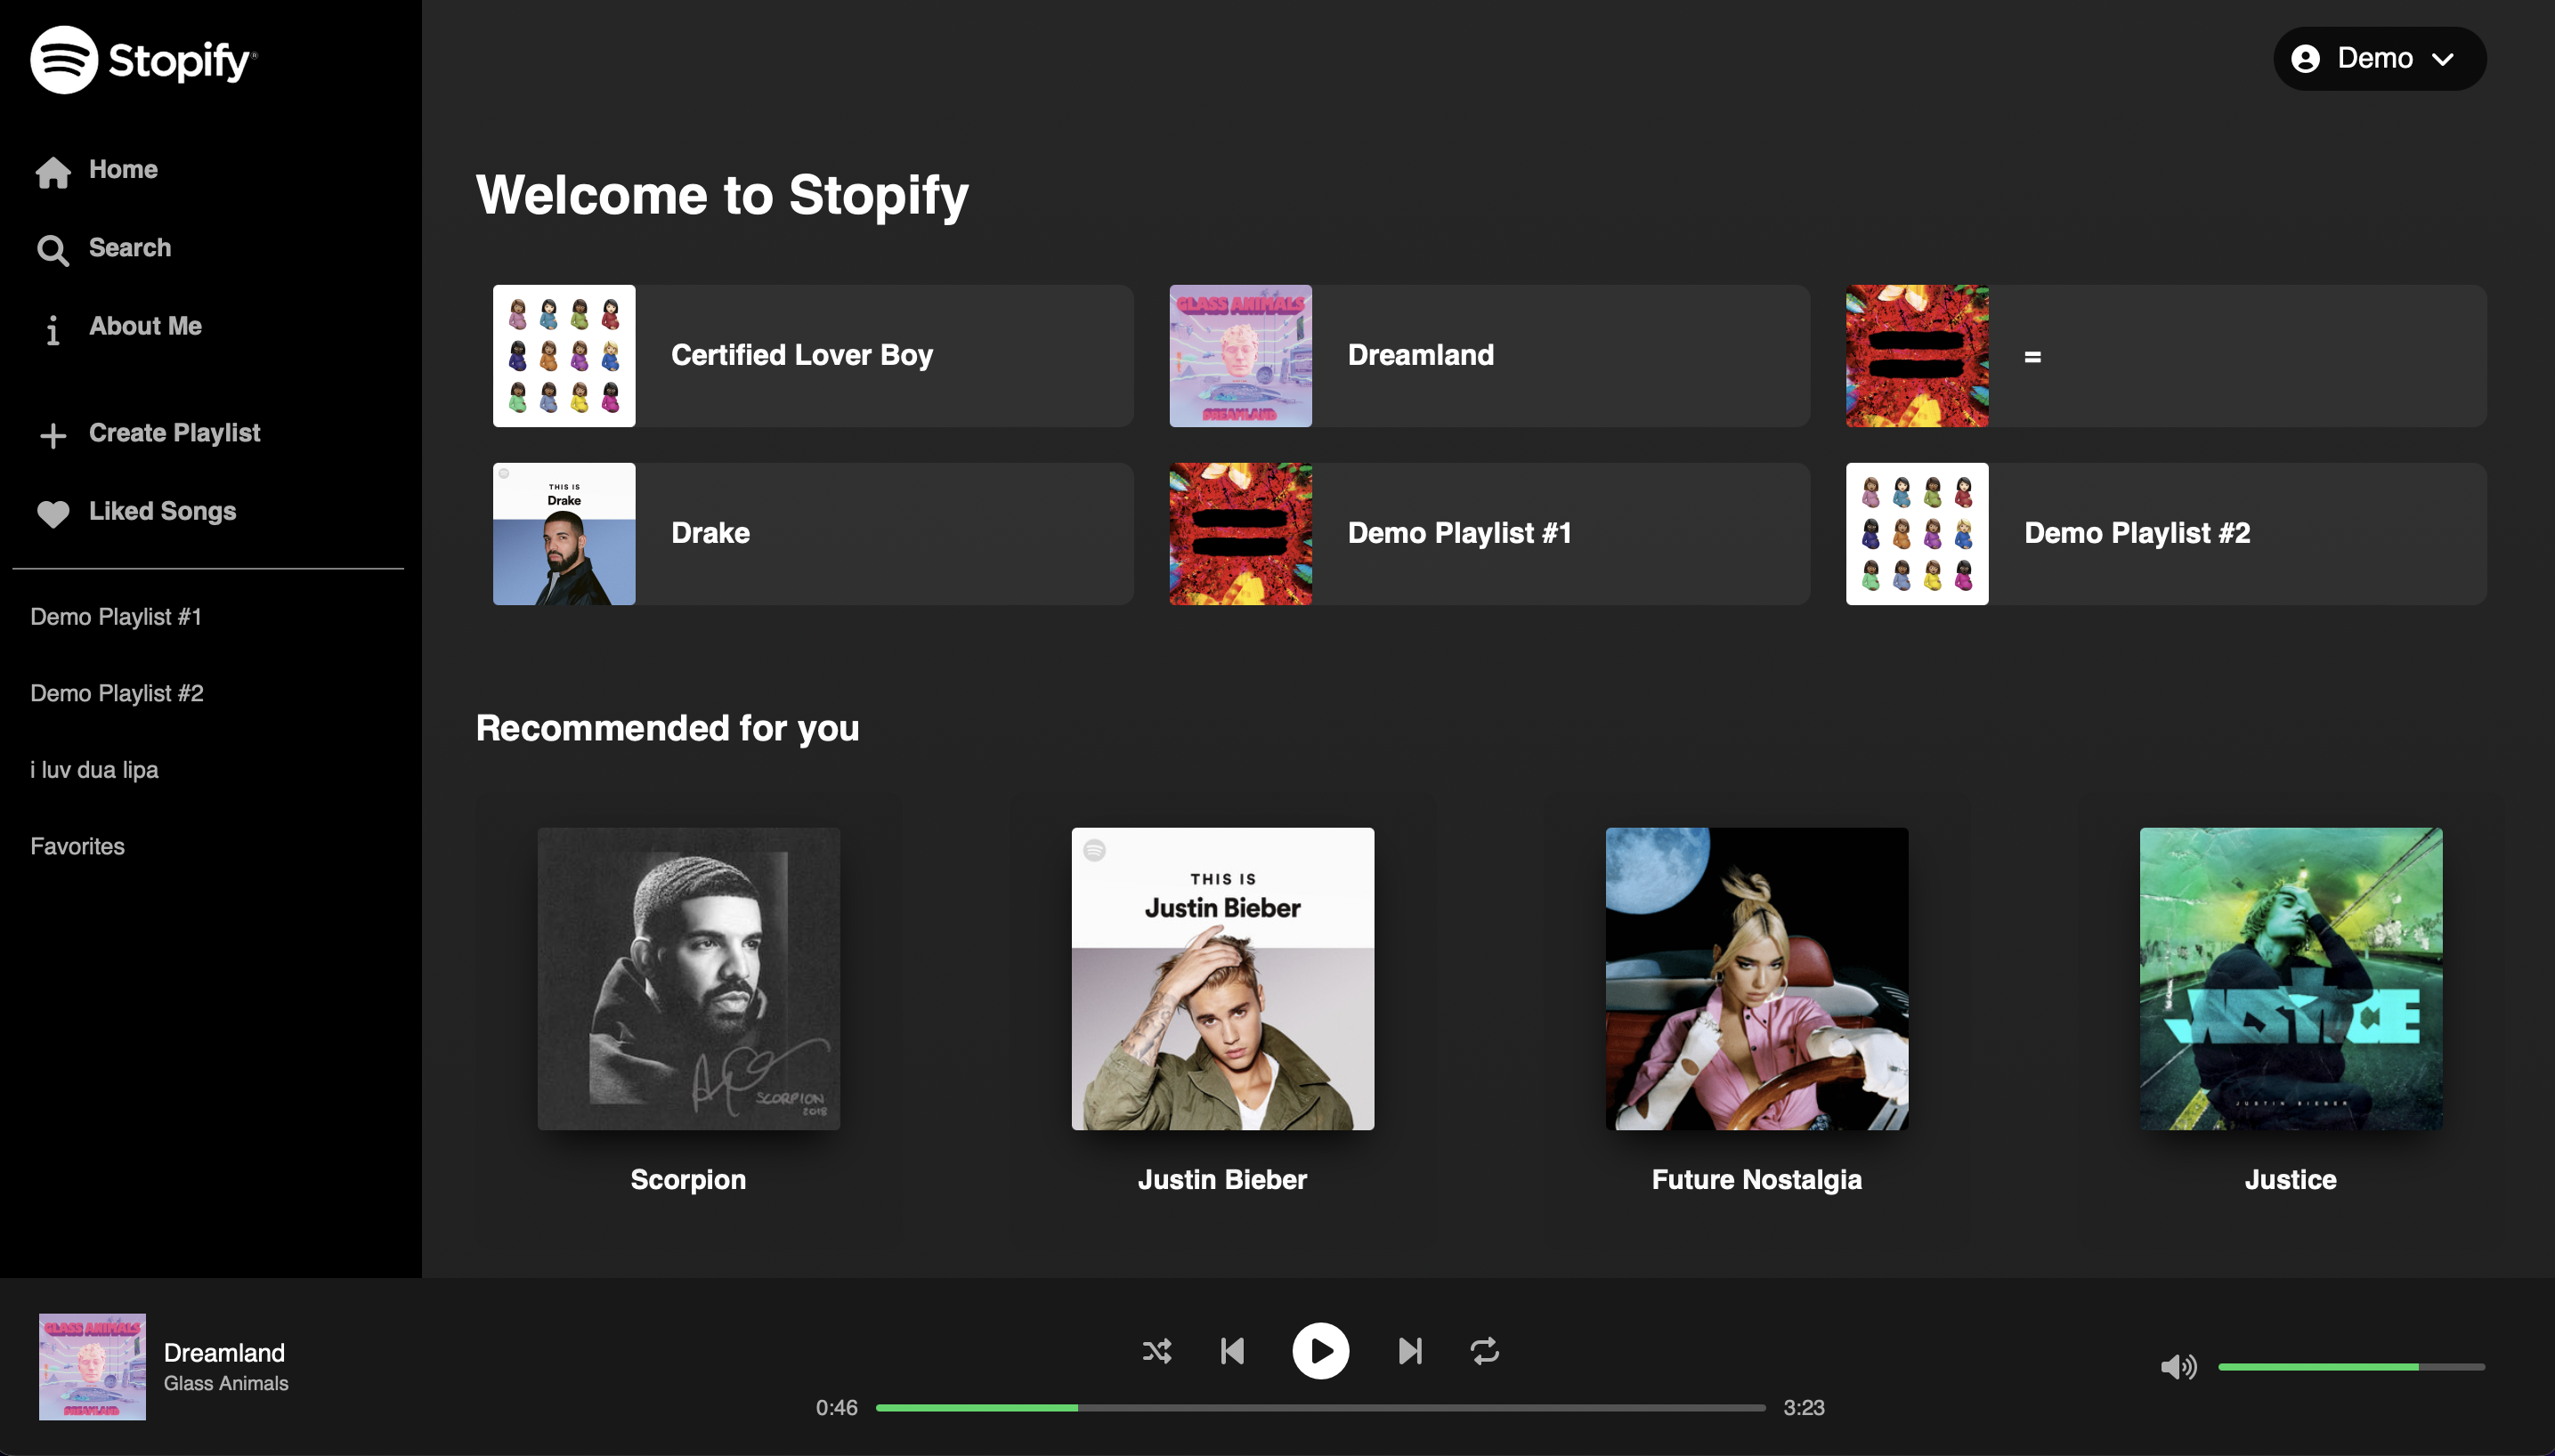 Stopify®
Demo
Home
Search
About Me
Create Playlist
Liked Songs
Demo Playlist #1
Demo Playlist #2
i luv dua lipa
Favorites
Welcome to Stopify
GLASS ANIMALS
DREAMLAND
Certified Lover Boy
Dreamland
=
THIS IS
Drake
Drake
Demo Playlist #1
Demo Playlist #2
Recommended for you
SCORPION
2018
THIS IS
Justin Bieber
JUSTICE
JUSTIN BIEBER
Scorpion
Justin Bieber
Future Nostalgia
Justice
GLASS ANIMALS
DREAMLAND
Dreamland
Glass Animals
0:46
3:23